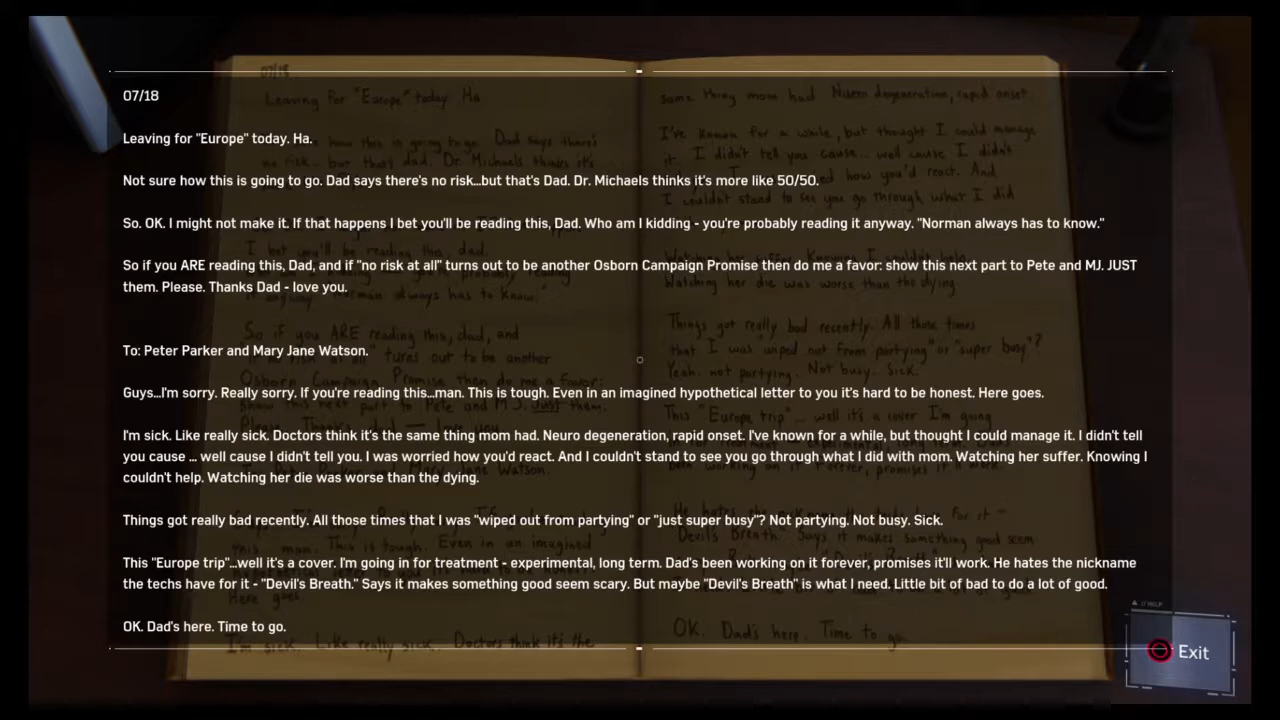 07/18
Leaving for "Europe" today. Ha.
Not sure how this is going to go. Dad says there's no risk...but that's Dad. Dr. Michaels thinks it's more like 50/50.
So. OK. I might not make it. If that happens I bet you'll be reading this, Dad. Who am I kidding - you're probably reading it anyway. "Norman always has to know."
So if you ARE reading this, Dad, and if "no risk at all" turns out to be another Osborn Campaign Promise then do me a favor: show this next part to Pete and MJ. JUST
them. Please. Thanks Dad - love you.
To: Peter Parker and Mary Jane Watson.
Guys...I'm sorry. Really sorry. If you're reading this...man. This is tough. Even in an imagined hypothetical letter to you it's hard to be honest. Here goes.
I'm sick. Like really sick. Doctors think it's the same thing mom had. Neuro degeneration, rapid onset. I've known for a while, but thought I could manage it. I didn't tell
you cause ... well cause I didn't tell you. I was worried how you'd react. And I couldn't stand to see you go through what I did with mom. Watching her suffer. Knowing I
couldn't help. Watching her die was worse than the dying.
Things got really bad recently. All those times that I was "wiped out from partying" or "just super busy"? Not partying. Not busy. Sick.
This "Europe trip"...well it's a cover. I'm going in for treatment - experimental, long term. Dad's been working on it forever, promises it'll work. He hates the nickname
the techs have for it - "Devil's Breath." Says it makes something good seem scary. But maybe "Devil's Breath" is what I need. Little bit of bad to do a lot of good.
OK. Dad's here. Time to go.
Exit